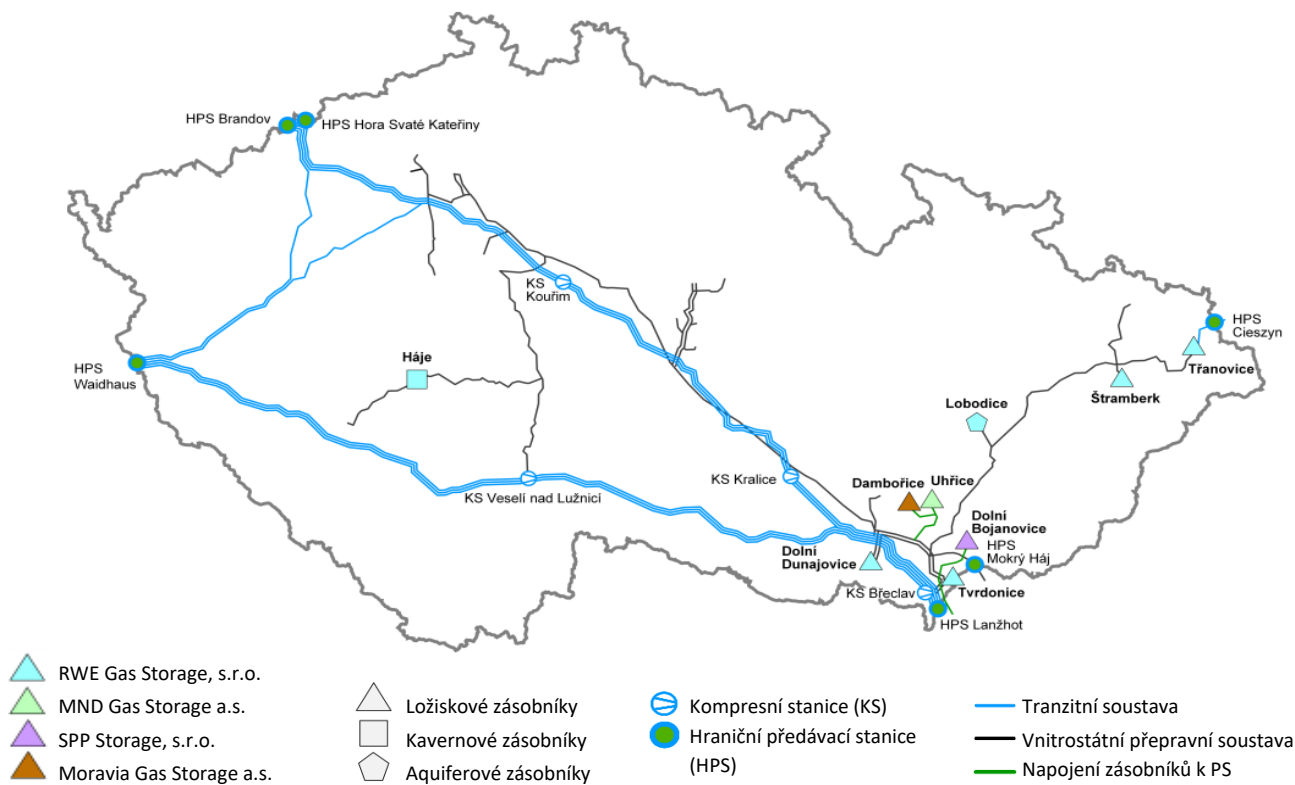 HPS Brandov
HPS Hora Svaté Kateřiny
KS
Kouřim
HPS
Cieszyn
HPS
Waidhaus
Háje
Třanovice
Štramberk
Lobodice
KS Veselí nad Lužnicí
KS Kralice
Dambořice
Uhřice
Dolní
Bojanovice
HPS
Mokrý Háj
Dolní
Dunajovice
KS Břeclav
Tvrdonice
HPS Lanžhot
RWE Gas Storage, s.r.o.
MND Gas Storage a.s.
SPP Storage, s.r.o.
Moravia Gas Storage a.s.
Ložiskové zásobníky
Kavernové zásobníky
Aquiferové zásobníky
Kompresní stanice (KS)
Hraniční předávací stanice
(HPS)
Tranzitní soustava
Vnitrostátní přepravní soustava
Napojení zásobníků k PS